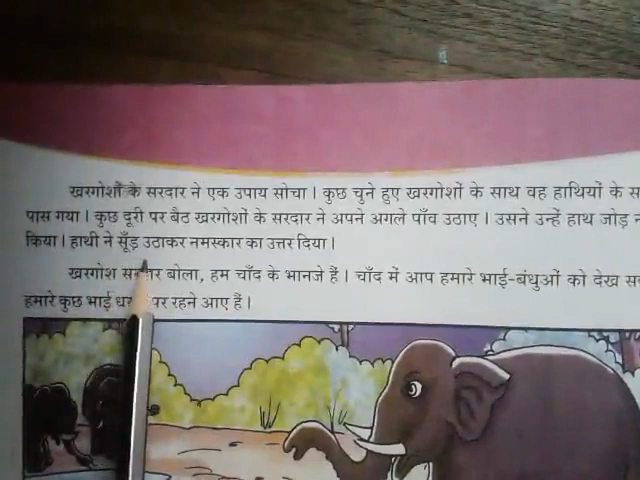 खरगोशों के सरदार ने एक उपाय सोचा। कुछ चुने हुए खरगोशों के साथ वह हाथियों के
पास गया। कुछ दूरी पर बैठ खरगोशों के सरदार ने अपने अगले पाँव उठाए। उसने उन्हें हाथ जोड़
किया। हाथी ने सूँड़ उठाकर नमस्कार का उत्तर दिया।
खरगोश बोला, हम चाँद के भानजे हैं। चाँद में आप हमारे भाई-बंधुओं को देख
हमारे कुछ भाई पर रहने आए हैं।